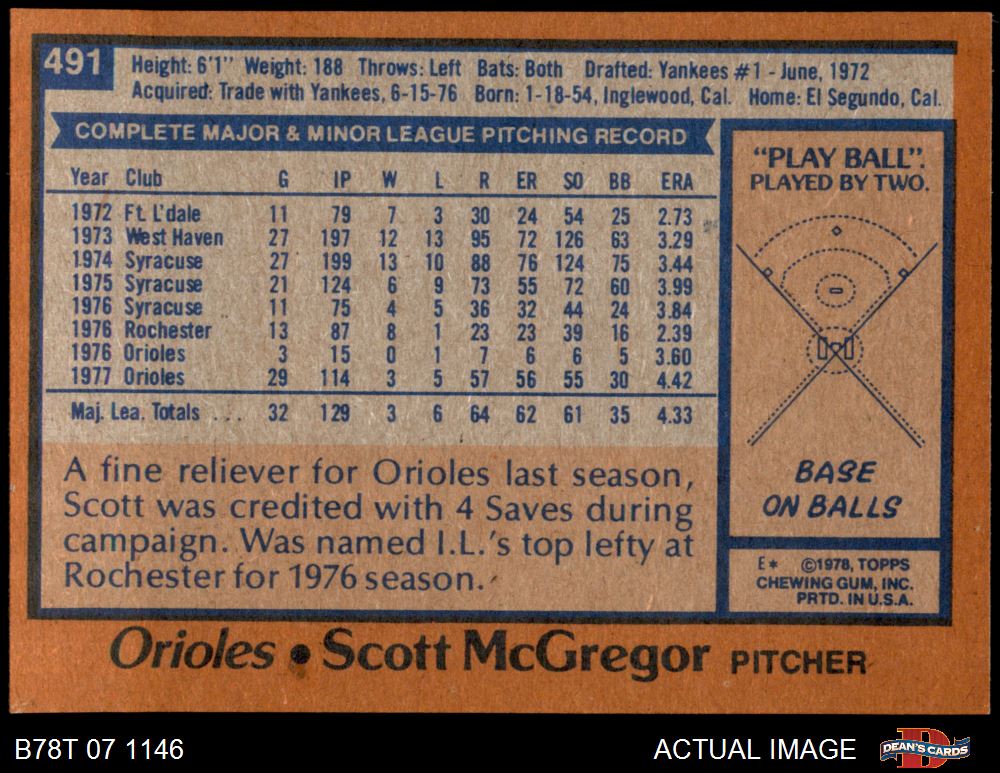 491
Height: 6'1" Weight: 188 Throws: Left Bats: Both Drafted: Yankees #1 - June, 1972
Acquired: Trade with Yankees, 6-15-76 Born: 1-18-54, Inglewood, Cal. Home: El Segundo, Cal.
COMPLETE MAJOR & MINOR LEAGUE PITCHING RECORD
Year Club G IP W L R ER SO BB ERA
1972 Ft. L'dale 11 79 7 3 30 24 54 25 2.73
1973 West Haven 27 197 12 13 95 72 126 63 3.29
1974 Syracuse 27 199 13 10 88 76 124 75 3.44
1975 Syracuse 21 124 6 9 73 55 72 60 3.99
1976 Syracuse 11 75 4 5 36 32 44 24 3.84
1976 Rochester 13 87 8 1 23 23 39 16 2.39
1976 Orioles 3 15 0 1 7 6 6 5 3.60
1977 Orioles 29 114 3 5 57 56 55 30 4.42
Maj. Lea. Totals ... 32 129 3 6 64 62 61 35 4.33
A fine reliever for Orioles last season,
Scott was credited with 4 Saves during
campaign. Was named I.L.'s top lefty at
Rochester for 1976 season.
"PLAY BALL".
PLAYED BY TWO.
BASE
ON BALLS
E* ©1978, TOPPS
CHEWING GUM, INC.
PRTD. IN U.S.A.
Orioles • Scott McGregor PITCHER
B78T 07 1146
ACTUAL IMAGE
DEAN'S CARDS